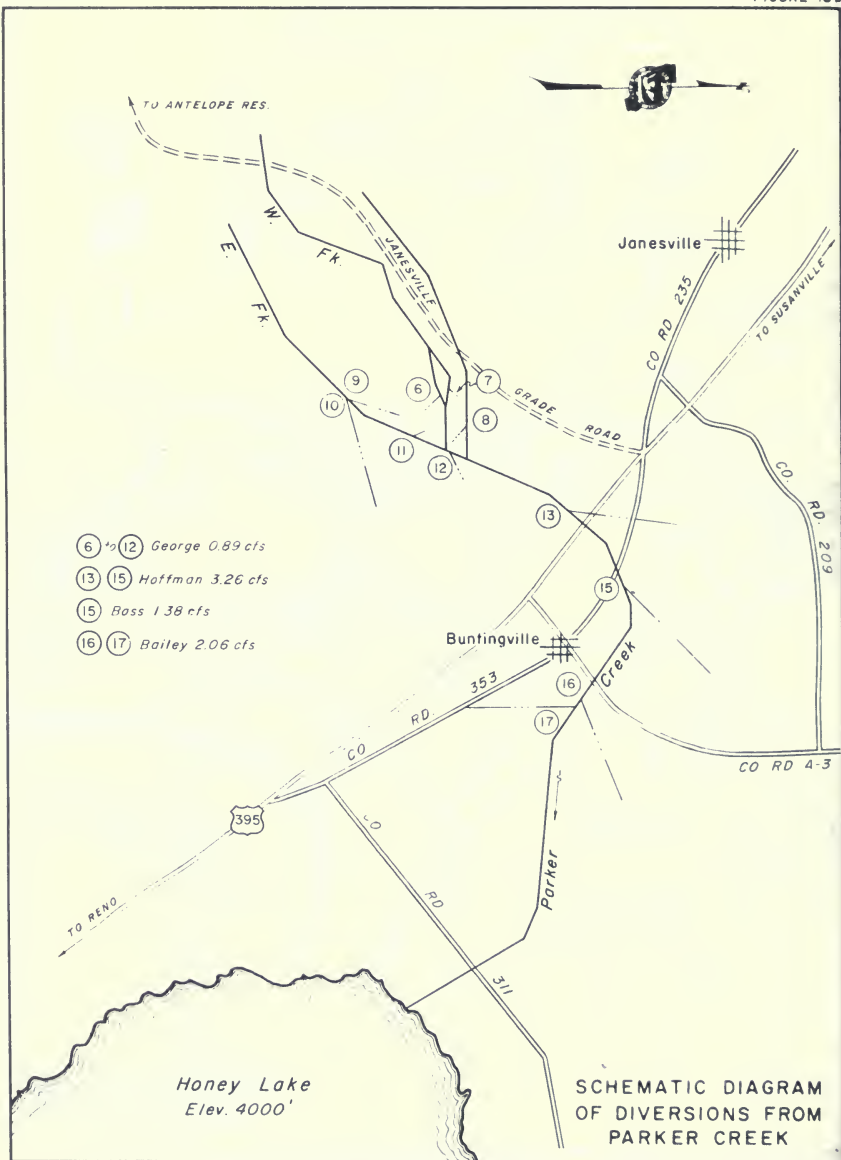 TO ANTELOPE RES.
W. Fk.
E. Fk.
JANESVILLE GRADE ROAD
Janesville
CO RD 235
TO SUSANVILLE
CO. RD. 209
9
10
6
7
8
11
12
13
15
6 to 12 George 0.89 cfs
13 15 Hoffman 3.26 cfs
15 Bass 1.38 cfs
16 17 Bailey 2.06 cfs
Buntingville
16
17
Parker Creek
CO RD. 353
CO RD A-3
395
TO RENO
CO RD 311
Honey Lake
Elev. 4000'
SCHEMATIC DIAGRAM
OF DIVERSIONS FROM
PARKER CREEK